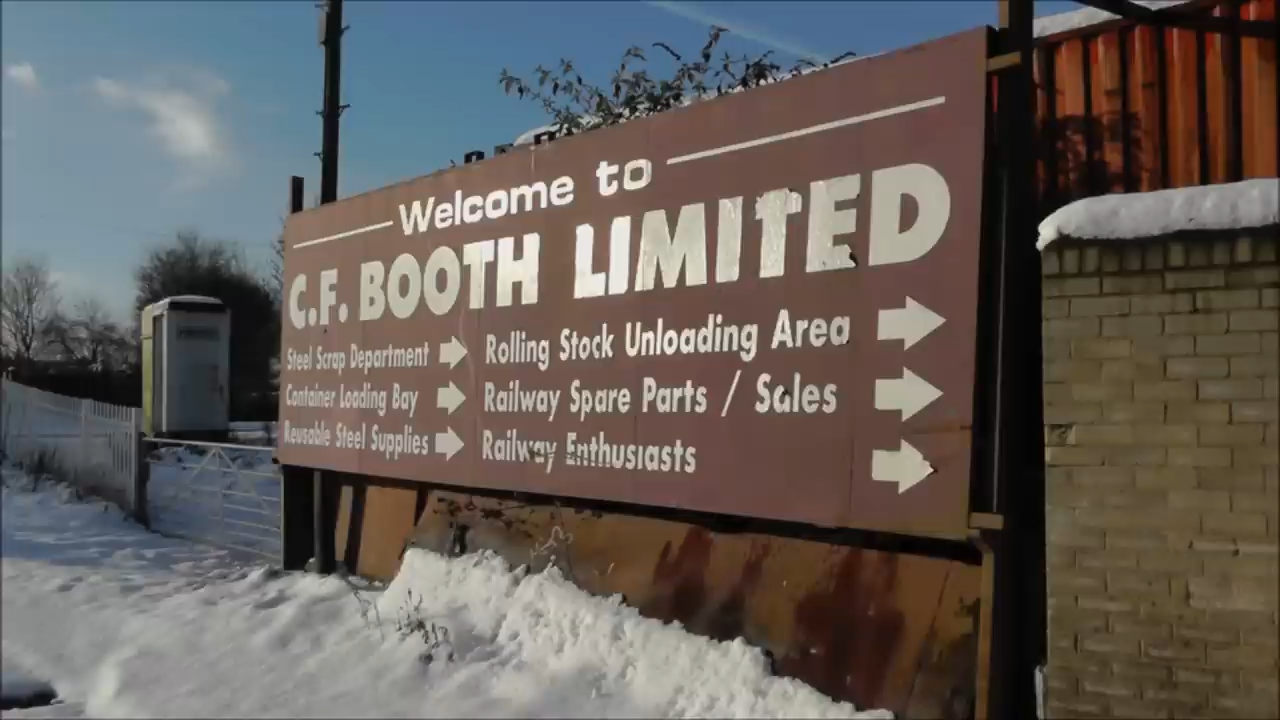 Welcome to
C.F. BOOTH LIMITED
Steel Scrap Department
Container Loading Bay
Reusable Steel Supplies
Rolling Stock Unloading Area
Railway Spare Parts / Sales
Railway Enthusiasts